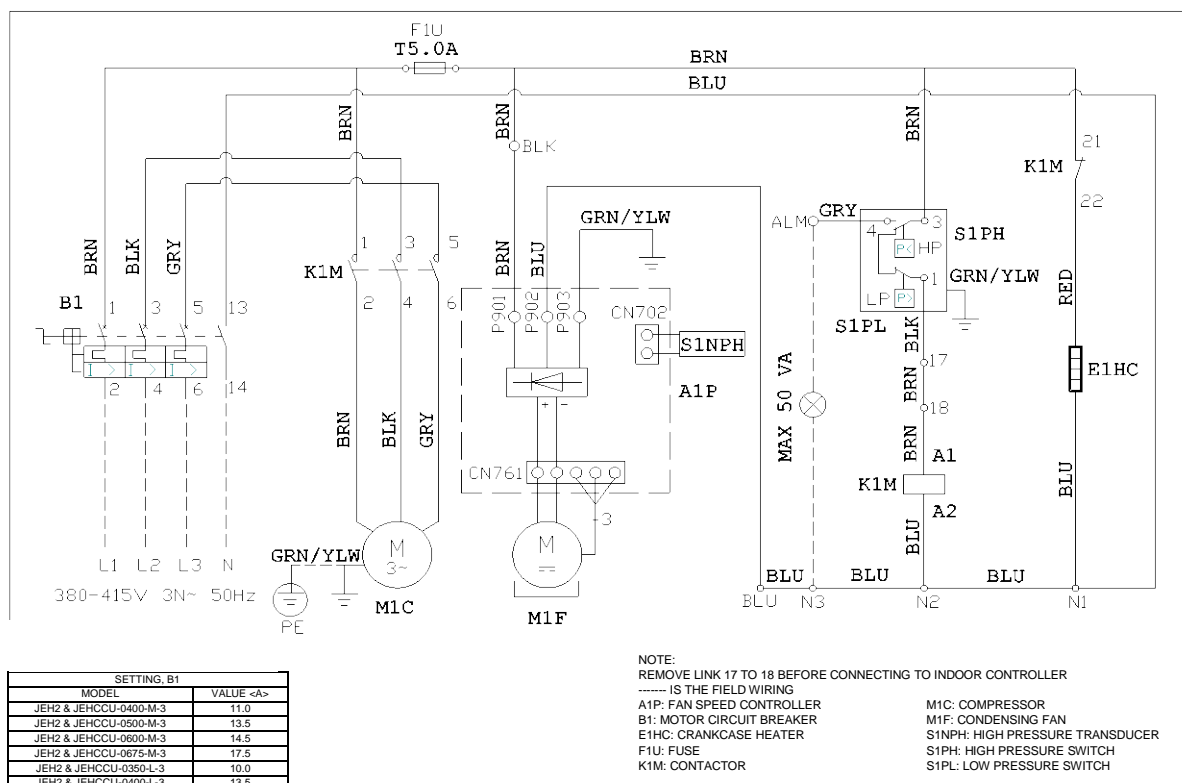 F1U
T5.0A
BRN
BLU
BRN
BRN
BRN
BLK
21
K1M
22
GRN/YLW
ALM
GRY
4
3
S1PH
P<
HP
1
GRN/YLW
LP
P>
S1PL
BRN
BLK
GRY
B1
1
3
5
13
I >
I >
I >
2
4
6
14
K1M
1
3
5
2
4
6
BRN
BLU
P901
P902
P903
CN702
S1NPH
A1P
+
-
CN761
3
BRN
BLK
GRY
MAX 50 VA
BLK
17
BRN
18
BRN
A1
K1M
A2
BLU
RED
E1HC
BLU
L1
L2
L3
N
380-415V 3N~ 50Hz
GRN/YLW
PE
M
3~
M1C
M
M1F
BLU
BLU
BLU
BLU
N3
N2
N1
SETTING, B1
MODEL VALUE <A>
JEH2 & JEHCCU-0400-M-3 11.0
JEH2 & JEHCCU-0500-M-3 13.5
JEH2 & JEHCCU-0600-M-3 14.5
JEH2 & JEHCCU-0675-M-3 17.5
JEH2 & JEHCCU-0350-L-3 10.0
JEH2 & JEHCCU-0400-L-3 13.5
NOTE:
REMOVE LINK 17 TO 18 BEFORE CONNECTING TO INDOOR CONTROLLER
------- IS THE FIELD WIRING
A1P: FAN SPEED CONTROLLER
B1: MOTOR CIRCUIT BREAKER
E1HC: CRANKCASE HEATER
F1U: FUSE
K1M: CONTACTOR
M1C: COMPRESSOR
M1F: CONDENSING FAN
S1NPH: HIGH PRESSURE TRANSDUCER
S1PH: HIGH PRESSURE SWITCH
S1PL: LOW PRESSURE SWITCH